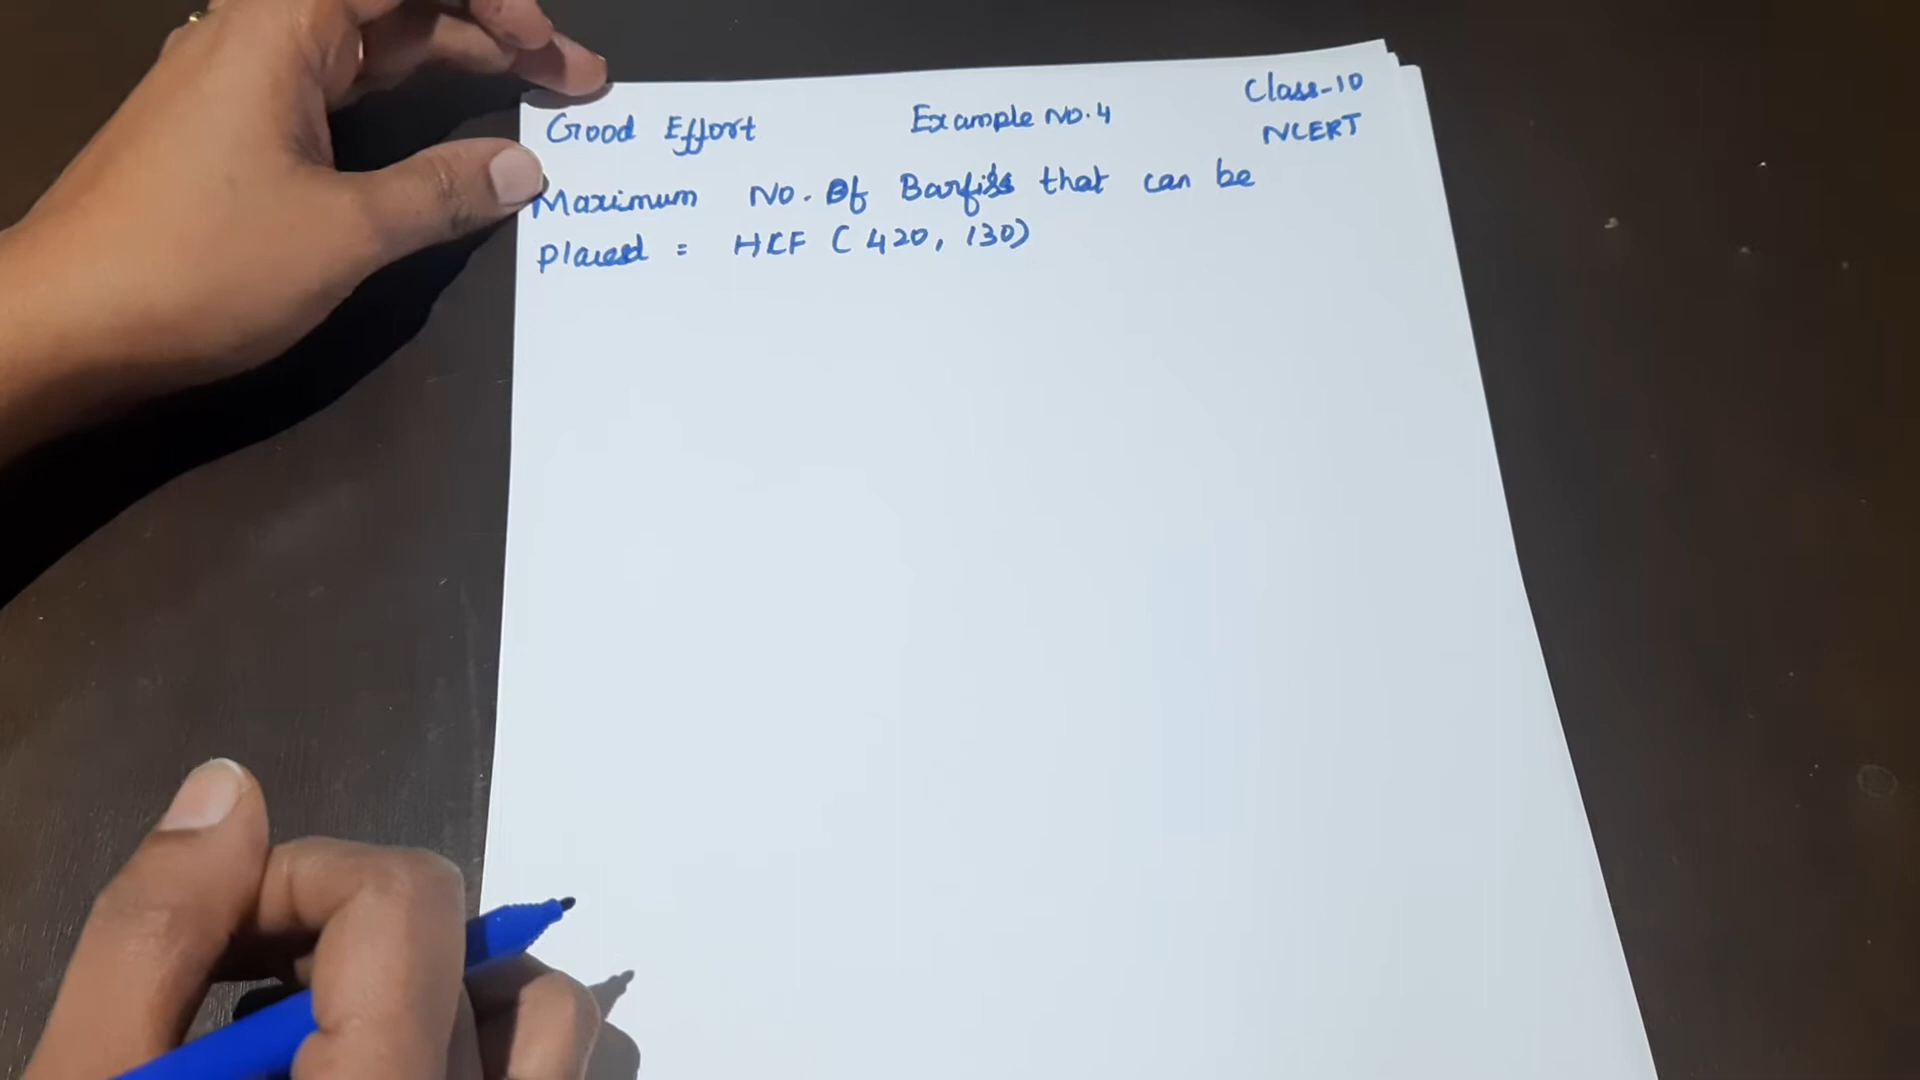 Good Effort Example No. 4 Class-10
NCERT
Maximum No. Of Barfis that can be
Placed = HCF (420, 130)